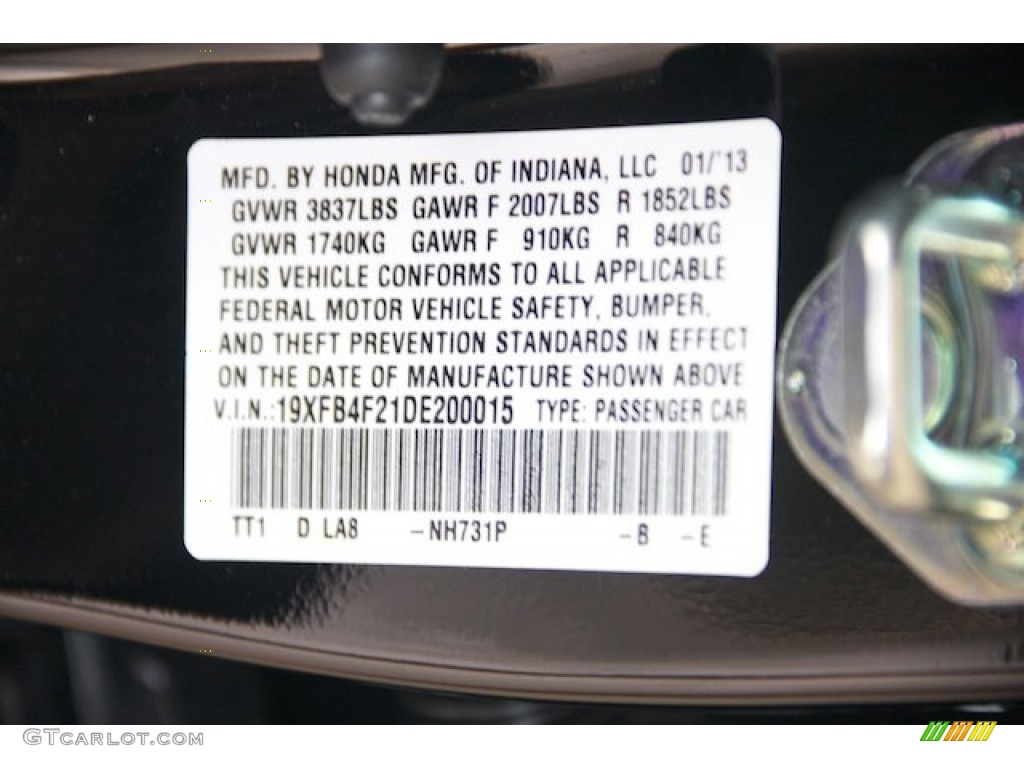 MFD. BY HONDA MFG. OF INDIANA, LLC 01/'13
GVWR 3837LBS GAWR F 2007LBS R 1852LBS
GVWR 1740KG GAWR F 910KG R 840KG
THIS VEHICLE CONFORMS TO ALL APPLICABLE
FEDERAL MOTOR VEHICLE SAFETY, BUMPER,
AND THEFT PREVENTION STANDARDS IN EFFECT
ON THE DATE OF MANUFACTURE SHOWN ABOVE
V.I.N.:19XFB4F21DE200015 TYPE: PASSENGER CAR
TT1 D LA8 -NH731P -B -E
GTCARLOT.COM